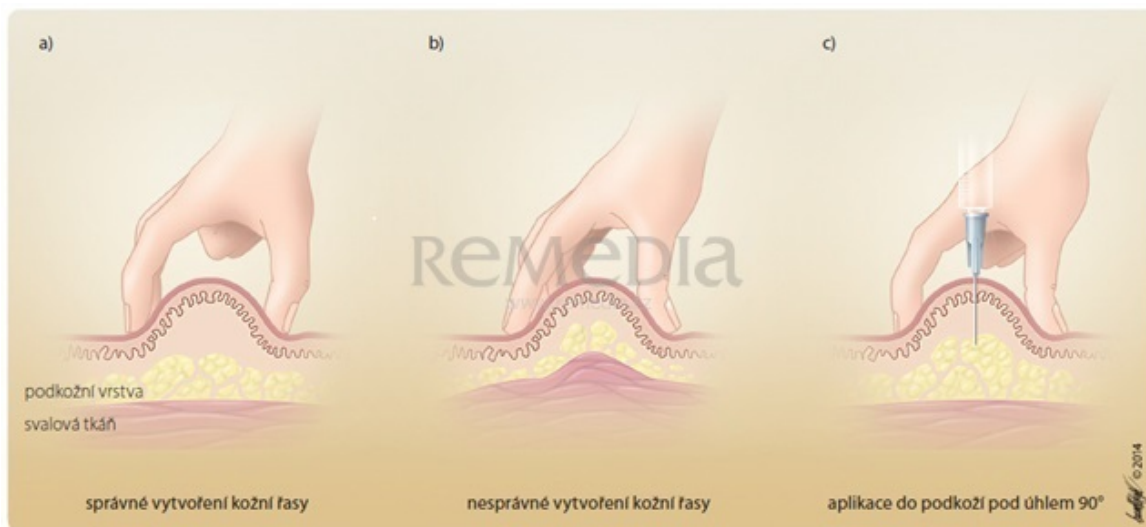 a)
b)
c)
ReMeDIA
podkožní vrstva
svalová tkáň
správné vytvoření kožní řasy
nesprávné vytvoření kožní řasy
aplikace do podkoží pod úhlem 90°
© 2014